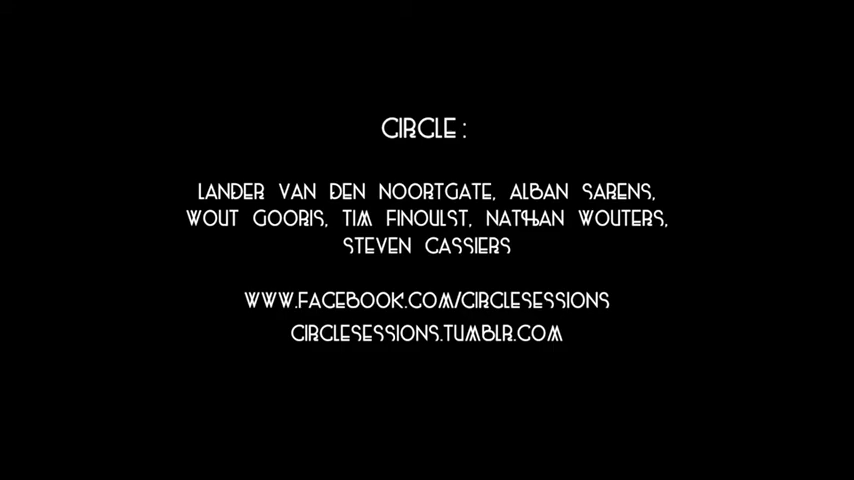 CIRCLE :
LANDER VAN DEN NOORTGATE, ALBAN SARENS,
WOUT GOORIS, TIM FINOULST, NATHAN WOUTERS,
STEVEN CASSIERS
WWW.FACEBOOK.COM/CIRCLESESSIONS
CIRCLESESSIONS.TUMBLR.COM